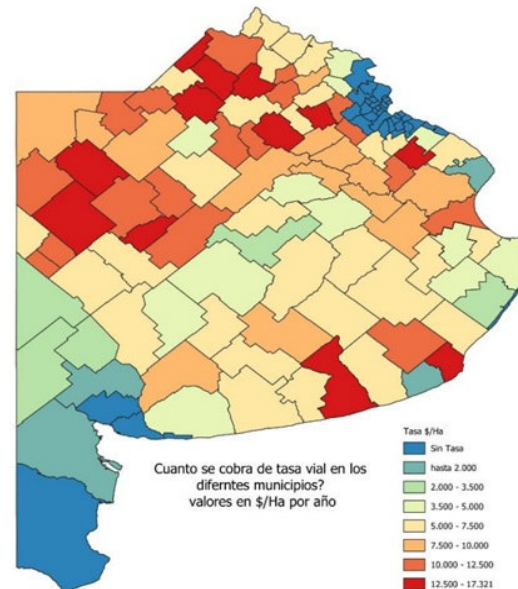 Cuanto se cobra de tasa vial en los
diferntes municipios?
valores en $/Ha por año
Tasa $/Ha
Sin Tasa
hasta 2.000
2.000 - 3.500
3.500 - 5.000
5.000 - 7.500
7.500 - 10.000
10.000 - 12.500
12.500 - 17.321